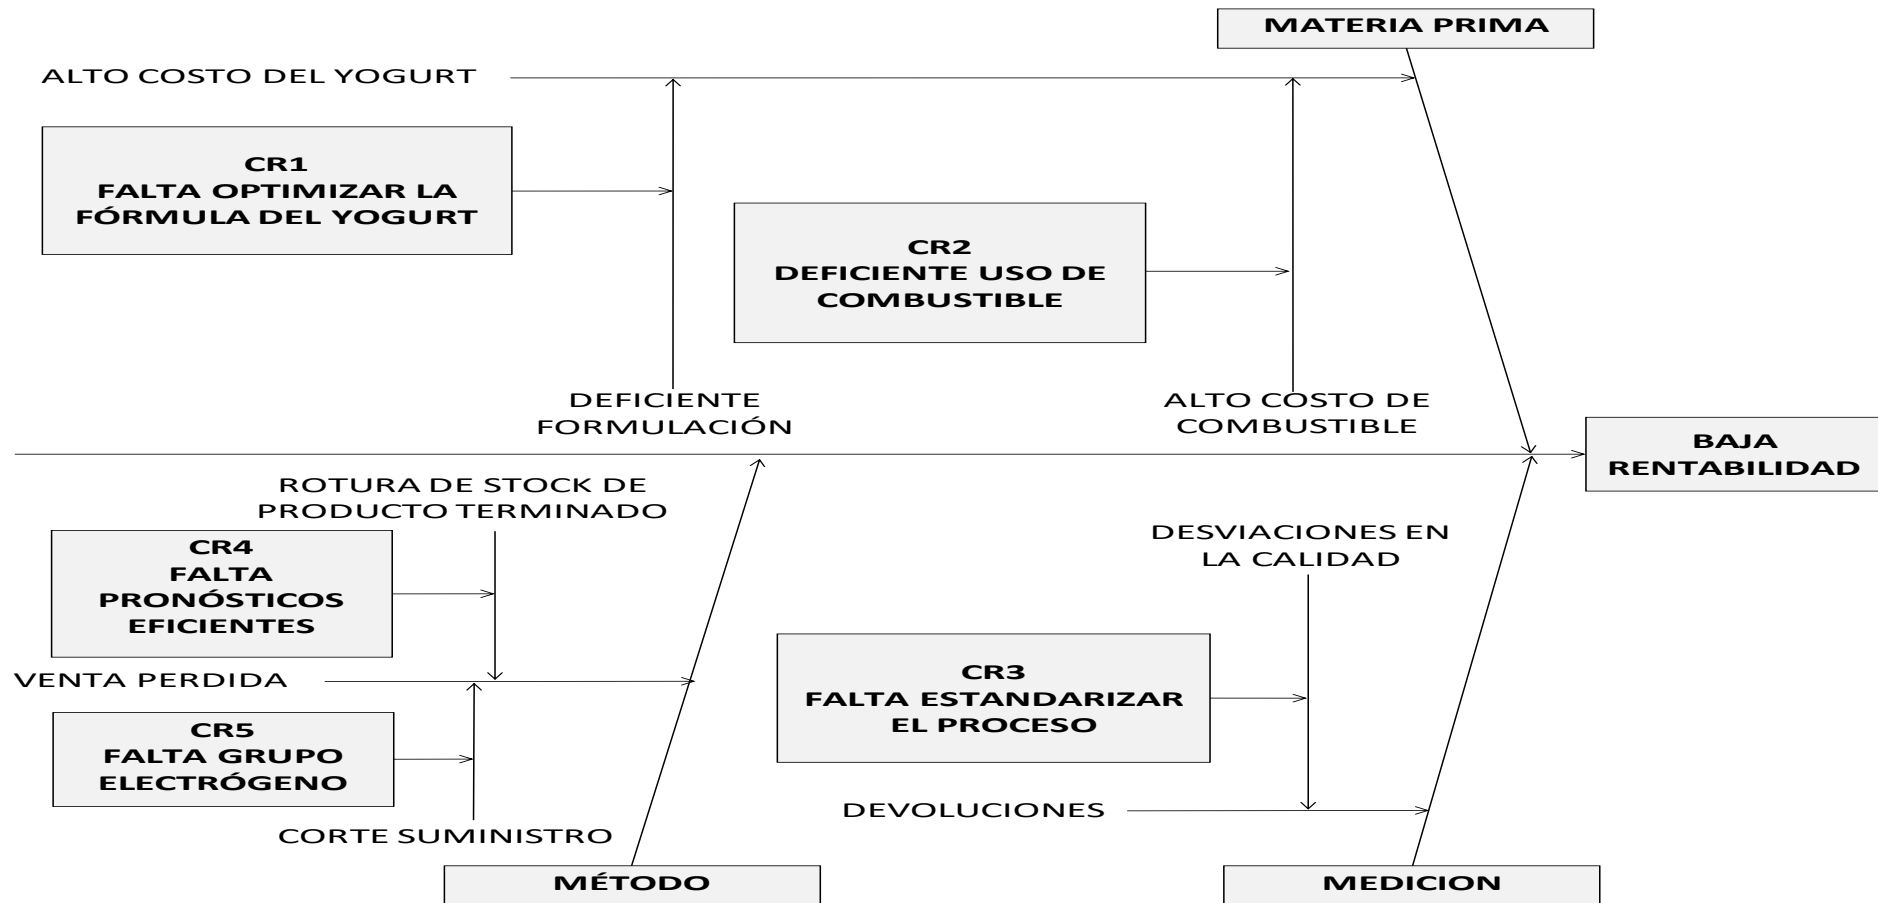 MATERIA PRIMA
ALTO COSTO DEL YOGURT
CR1
FALTA OPTIMIZAR LA
FÓRMULA DEL YOGURT
CR2
DEFICIENTE USO DE
COMBUSTIBLE
DEFICIENTE
FORMULACIÓN
ALTO COSTO DE
COMBUSTIBLE
BAJA
RENTABILIDAD
ROTURA DE STOCK DE
PRODUCTO TERMINADO
CR4
FALTA
PRONÓSTICOS
EFICIENTES
VENTA PERDIDA
CR5
FALTA GRUPO
ELECTRÓGENO
CORTE SUMINISTRO
MÉTODO
DESVIACIONES EN
LA CALIDAD
CR3
FALTA ESTANDARIZAR
EL PROCESO
DEVOLUCIONES
MEDICION